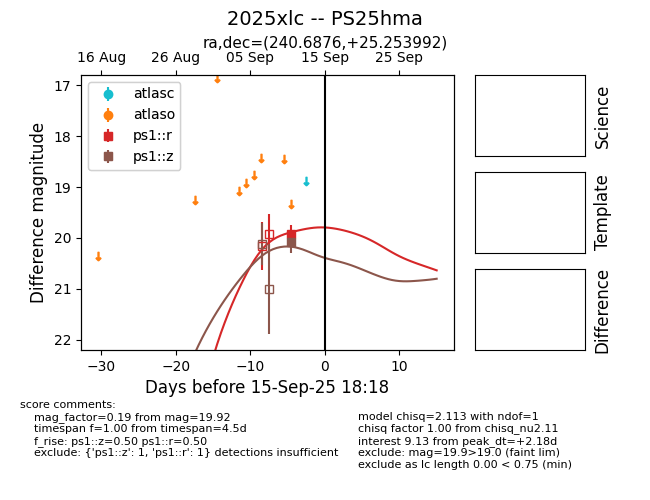 2025xlc -- PS25hma
ra,dec=(240.6876,+25.253992)
16 Aug 26 Aug 05 Sep 15 Sep 25 Sep
atlasc
atlaso
ps1::r
ps1::z
17
18
19
20
21
22
Difference magnitude
−30 −20 −10 0 10
Days before 15-Sep-25 18:18
Science
Template
Difference
score comments:
mag_factor=0.19 from mag=19.92
timespan f=1.00 from timespan=4.5d
f_rise: ps1::z=0.50 ps1::r=0.50
exclude: {'ps1::z': 1, 'ps1::r': 1} detections insufficient
model chisq=2.113 with ndof=1
chisq factor 1.00 from chisq_nu2.11
interest 9.13 from peak_dt=+2.18d
exclude: mag=19.9>19.0 (faint lim)
exclude as lc length 0.00 < 0.75 (min)